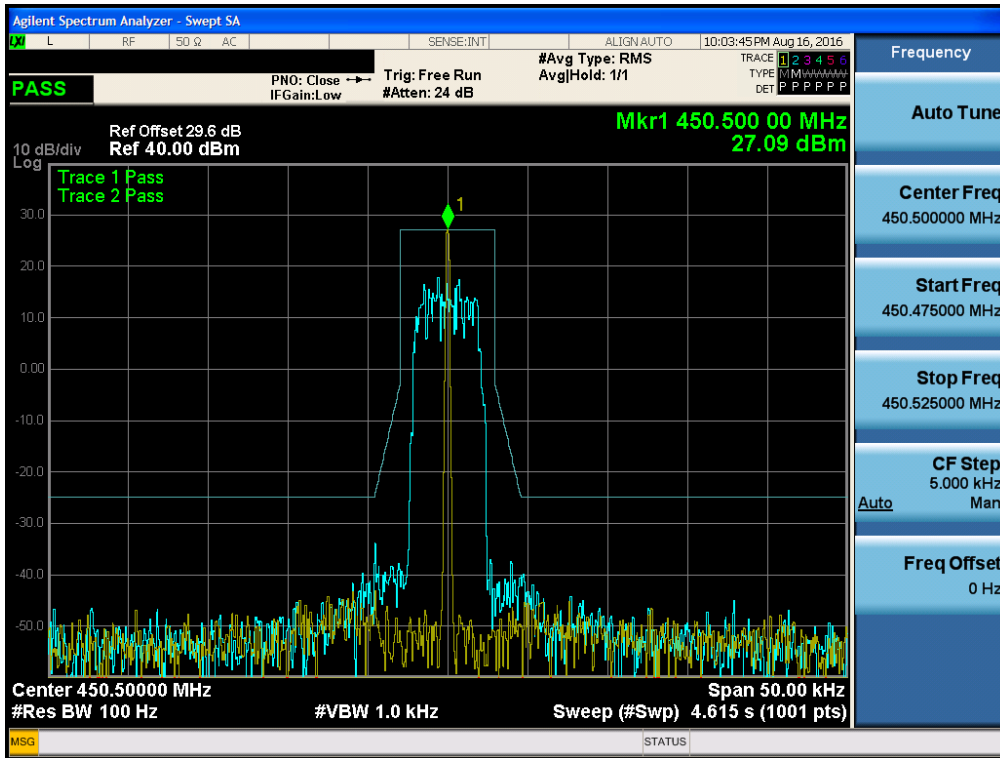 Agilent Spectrum Analyzer - Swept SA
LXI L RF 50 Ω AC SENSE:INT ALIGN AUTO 10:03:45 PM Aug 16, 2016
Frequency
PASS
PNO: Close
IFGain:Low
Trig: Free Run
#Atten: 24 dB
#Avg Type: RMS
Avg|Hold: 1/1
TRACE 1 2 3 4 5 6
TYPE M M
DET P P P P P P
Mkr1 450.500 00 MHz
27.09 dBm
Ref Offset 29.6 dB
Ref 40.00 dBm
10 dB/div
Log
Trace 1 Pass
Trace 2 Pass
1
30.0
20.0
10.0
0.00
-10.0
-20.0
-30.0
-40.0
-50.0
Center 450.50000 MHz
Span 50.00 kHz
#Res BW 100 Hz
#VBW 1.0 kHz
Sweep (#Swp) 4.615 s (1001 pts)
MSG
STATUS
Auto Tune
Center Freq
450.500000 MHz
Start Freq
450.475000 MHz
Stop Freq
450.525000 MHz
CF Step
5.000 kHz
Auto Man
Freq Offset
0 Hz